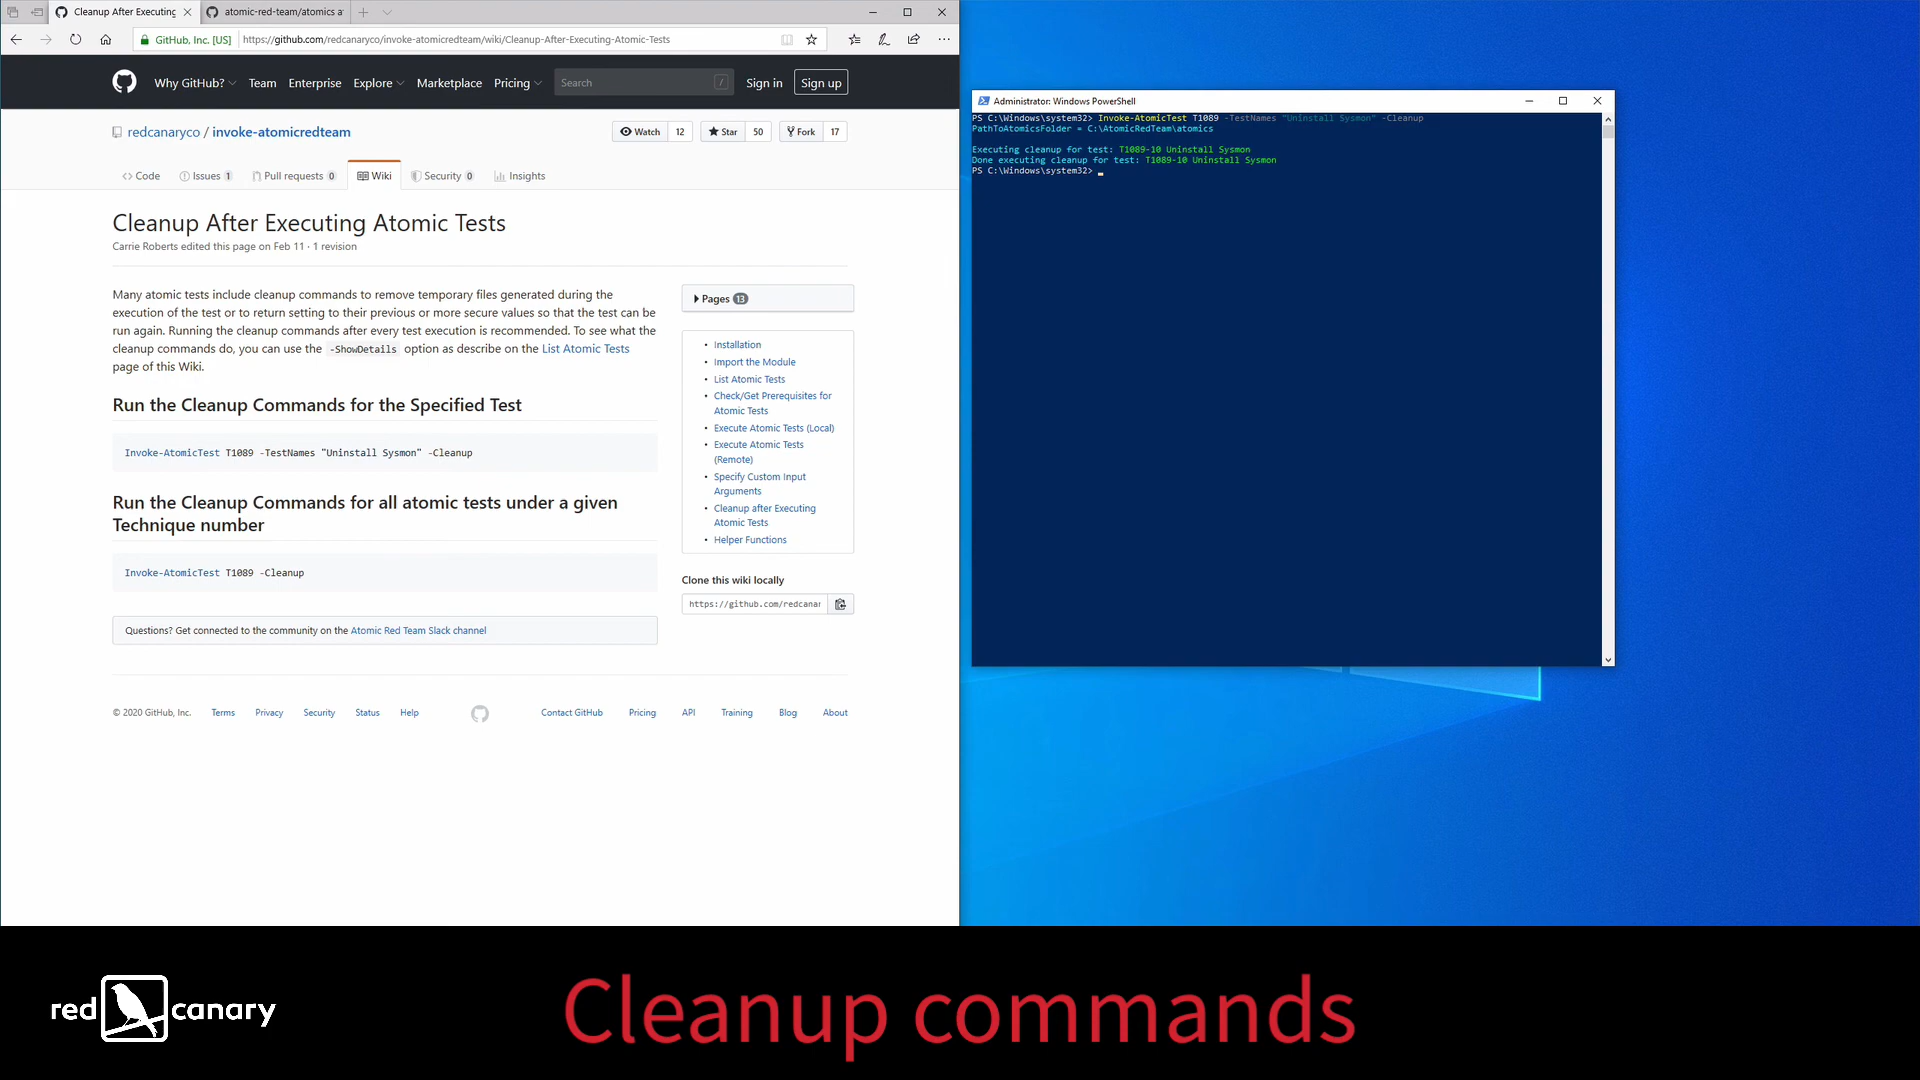 Cleanup After Executing
atomic-red-team/atomics a
GitHub, Inc. [US]
https://github.com/redcanaryco/invoke-atomicredteam/wiki/Cleanup-After-Executing-Atomic-Tests
Why GitHub? Team Enterprise Explore Marketplace Pricing Search / Sign in Sign up
redcanaryco / invoke-atomicredteam
Watch 12 Star 50 Fork 17
<> Code Issues 1 Pull requests 0 Wiki Security 0 Insights
Cleanup After Executing Atomic Tests
Carrie Roberts edited this page on Feb 11 · 1 revision
Many atomic tests include cleanup commands to remove temporary files generated during the
execution of the test or to return setting to their previous or more secure values so that the test can be
run again. Running the cleanup commands after every test execution is recommended. To see what the
cleanup commands do, you can use the -ShowDetails option as describe on the List Atomic Tests
page of this Wiki.
Run the Cleanup Commands for the Specified Test
Invoke-AtomicTest T1089 -TestNames "Uninstall Sysmon" -Cleanup
Run the Cleanup Commands for all atomic tests under a given
Technique number
Invoke-AtomicTest T1089 -Cleanup
Questions? Get connected to the community on the Atomic Red Team Slack channel
Pages 13
• Installation
• Import the Module
• List Atomic Tests
• Check/Get Prerequisites for
Atomic Tests
• Execute Atomic Tests (Local)
• Execute Atomic Tests
(Remote)
• Specify Custom Input
Arguments
• Cleanup after Executing
Atomic Tests
• Helper Functions
Clone this wiki locally
https://github.com/redcanar
© 2020 GitHub, Inc. Terms Privacy Security Status Help Contact GitHub Pricing API Training Blog About
Administrator: Windows PowerShell
PS C:\Windows\system32> Invoke-AtomicTest T1089 -TestNames "Uninstall Sysmon" -Cleanup
PathToAtomicsFolder = C:\AtomicRedTeam\atomics
Executing cleanup for test: T1089-10 Uninstall Sysmon
Done executing cleanup for test: T1089-10 Uninstall Sysmon
PS C:\Windows\system32>
red canary
Cleanup commands